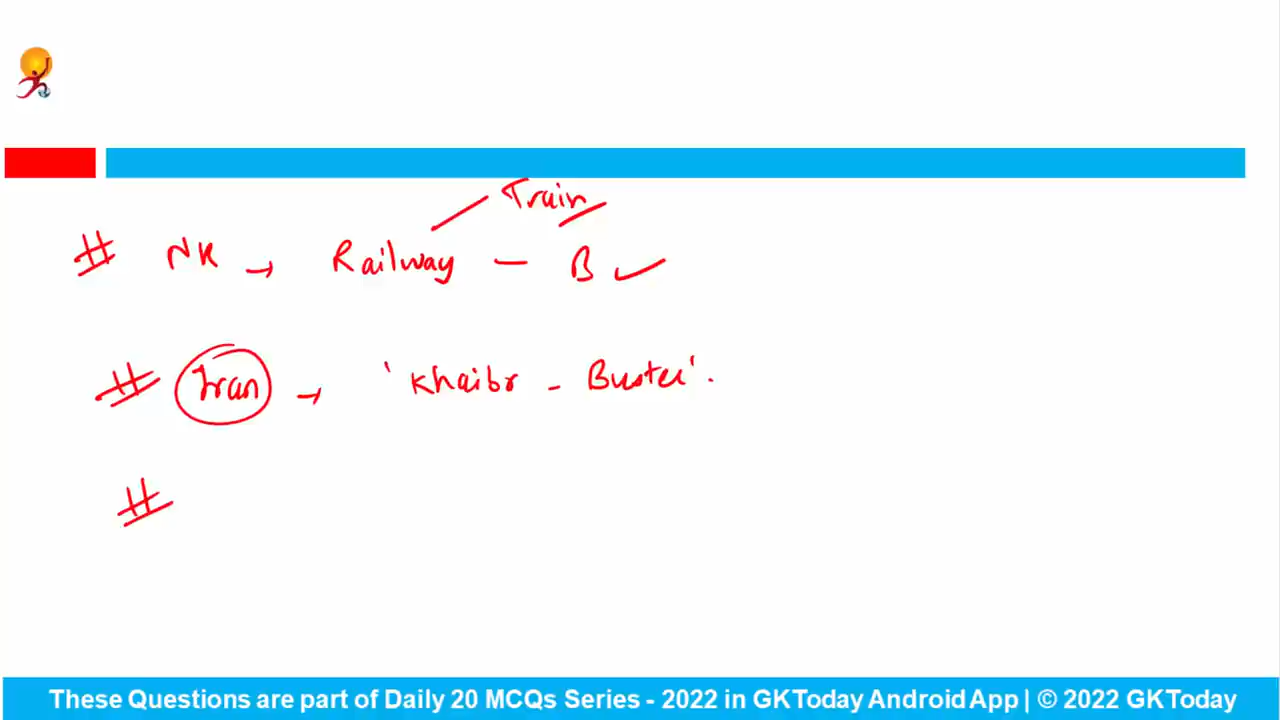 Train
# NK → Railway – B ✓
# Iran → 'Khaibr - Buster'.
#
These Questions are part of Daily 20 MCQs Series - 2022 in GKToday Android App | © 2022 GKToday